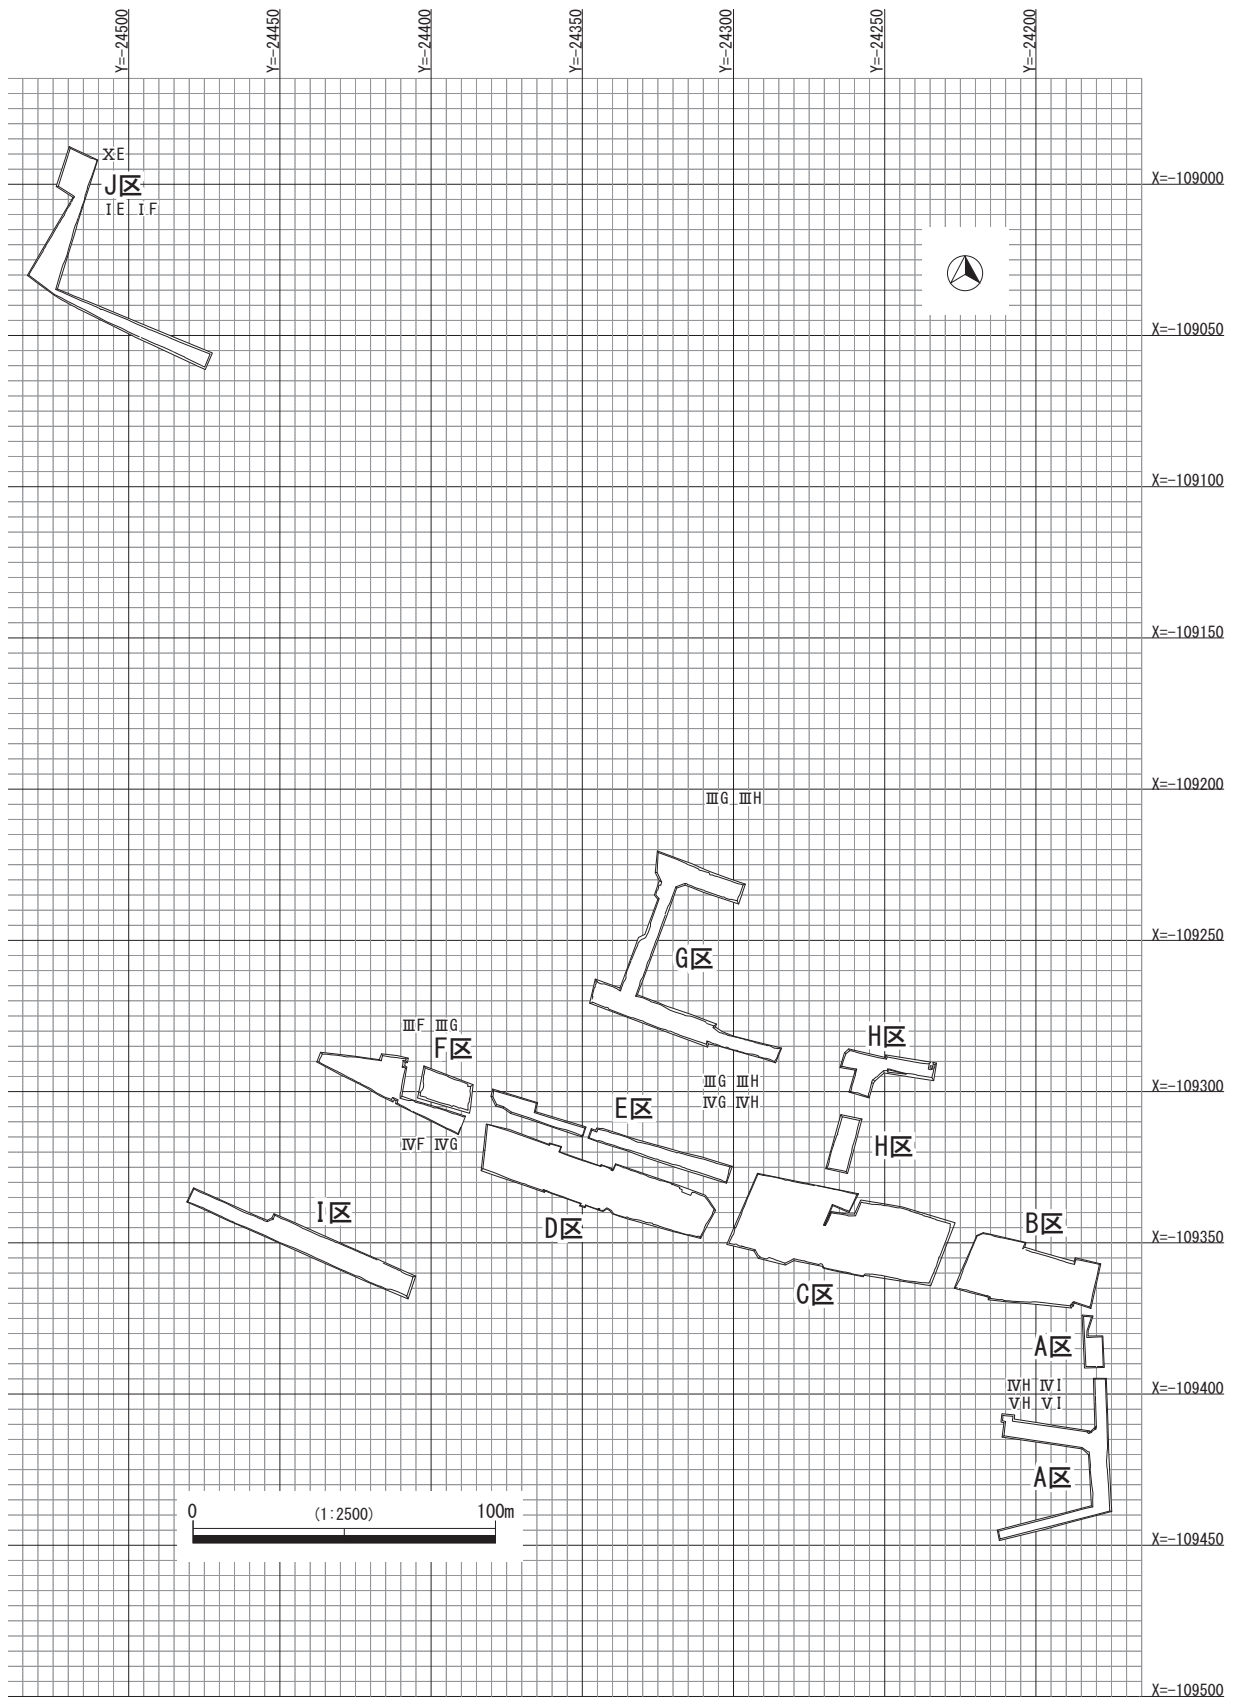 Y=-24500
Y=-24450
Y=-24400
Y=-24350
Y=-24300
Y=-24250
Y=-24200
ⅩE
J区
ⅠE ⅠF
X=-109000
X=-109050
X=-109100
X=-109150
X=-109200
ⅢG ⅢH
X=-109250
G区
ⅢF ⅢG
F区
H区
ⅢG ⅢH
ⅣG ⅣH
X=-109300
E区
ⅣF ⅣG
H区
I区
D区
B区
X=-109350
C区
A区
ⅣH ⅣI
ⅤH ⅤI
X=-109400
A区
0 (1:2500) 100m
X=-109450
X=-109500